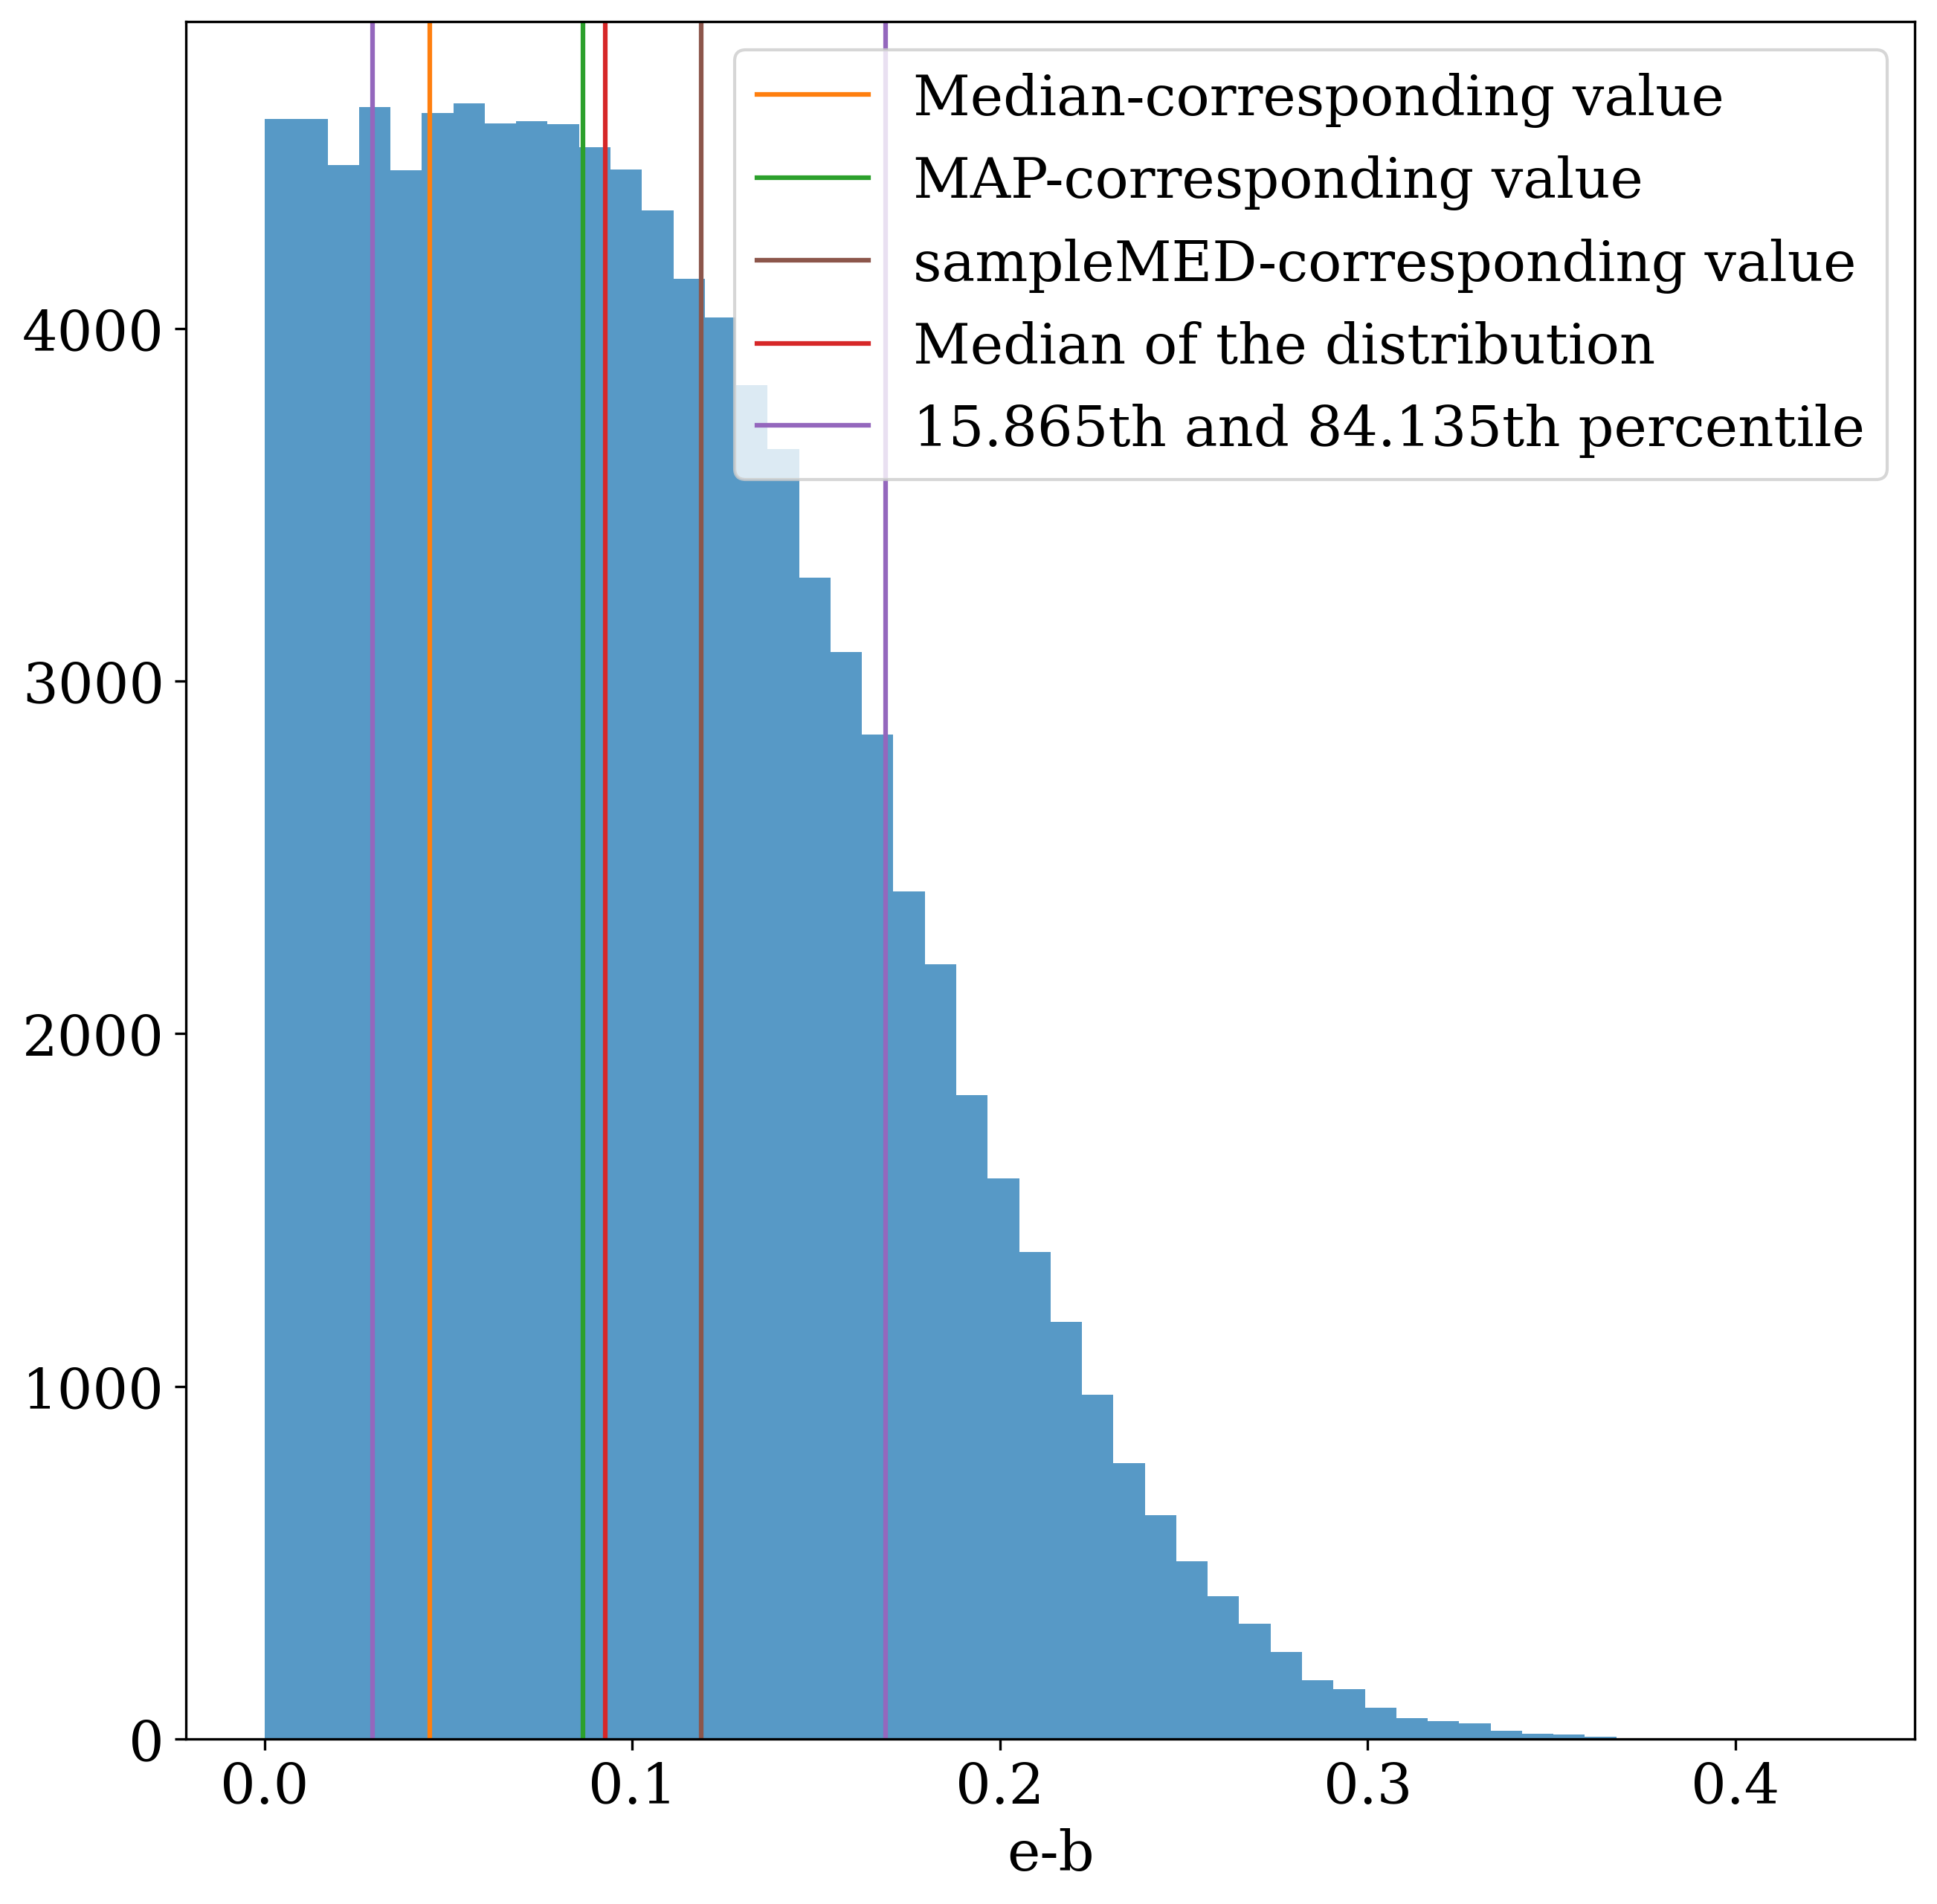 Median-corresponding value
MAP-corresponding value
sampleMED-corresponding value
Median of the distribution
15.865th and 84.135th percentile
4000
3000
2000
1000
0
0.0 0.1 0.2 0.3 0.4
e-b